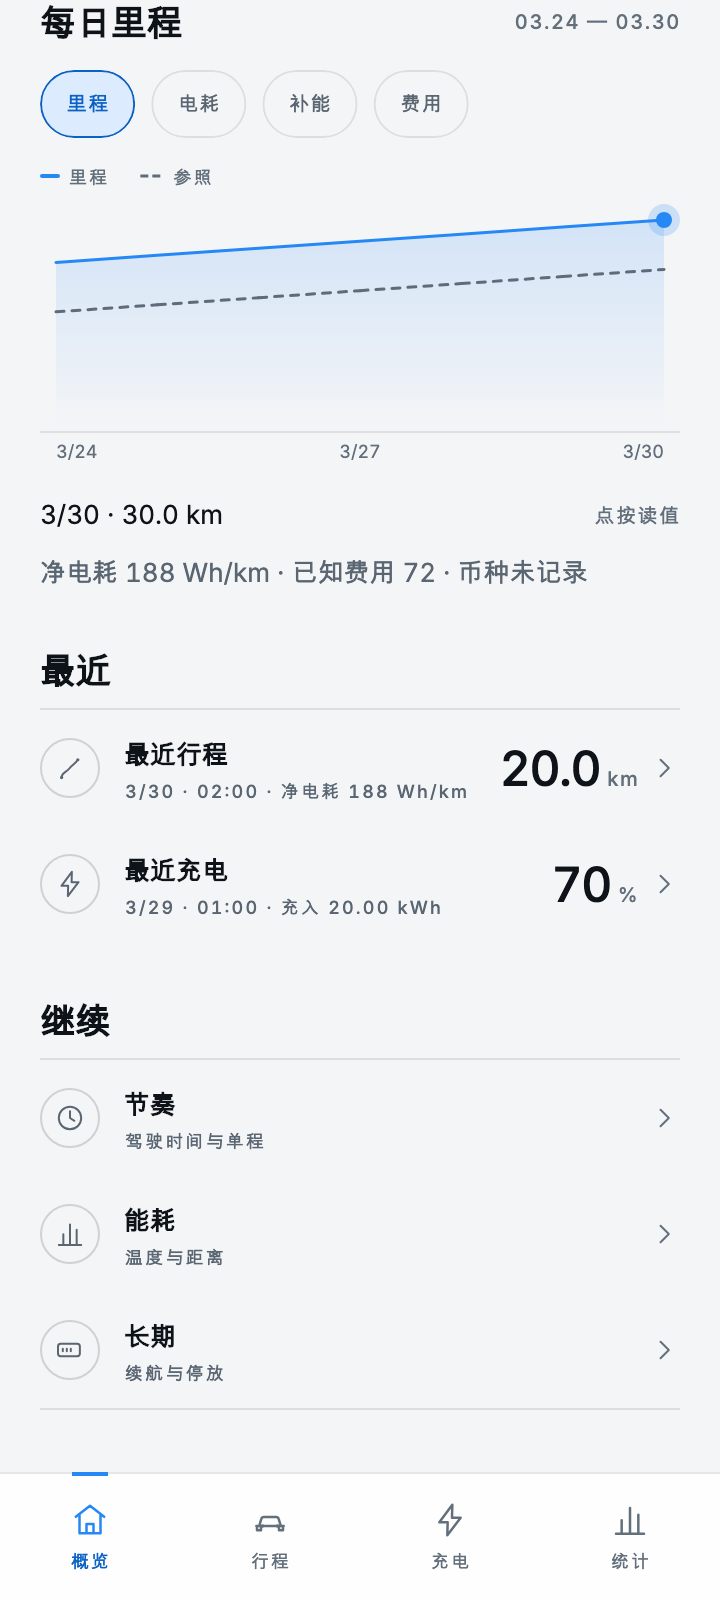 每日里程 03.24 — 03.30
里程 电耗 补能 费用
里程 参照
3/24 3/27 3/30
3/30 · 30.0 km 点按读值
净电耗 188 Wh/km · 已知费用 72 · 币种未记录
最近
最近行程
3/30 · 02:00 · 净电耗 188 Wh/km
20.0 km
最近充电
3/29 · 01:00 · 充入 20.00 kWh
70 %
继续
节奏
驾驶时间与单程
能耗
温度与距离
长期
续航与停放
概览 行程 充电 统计